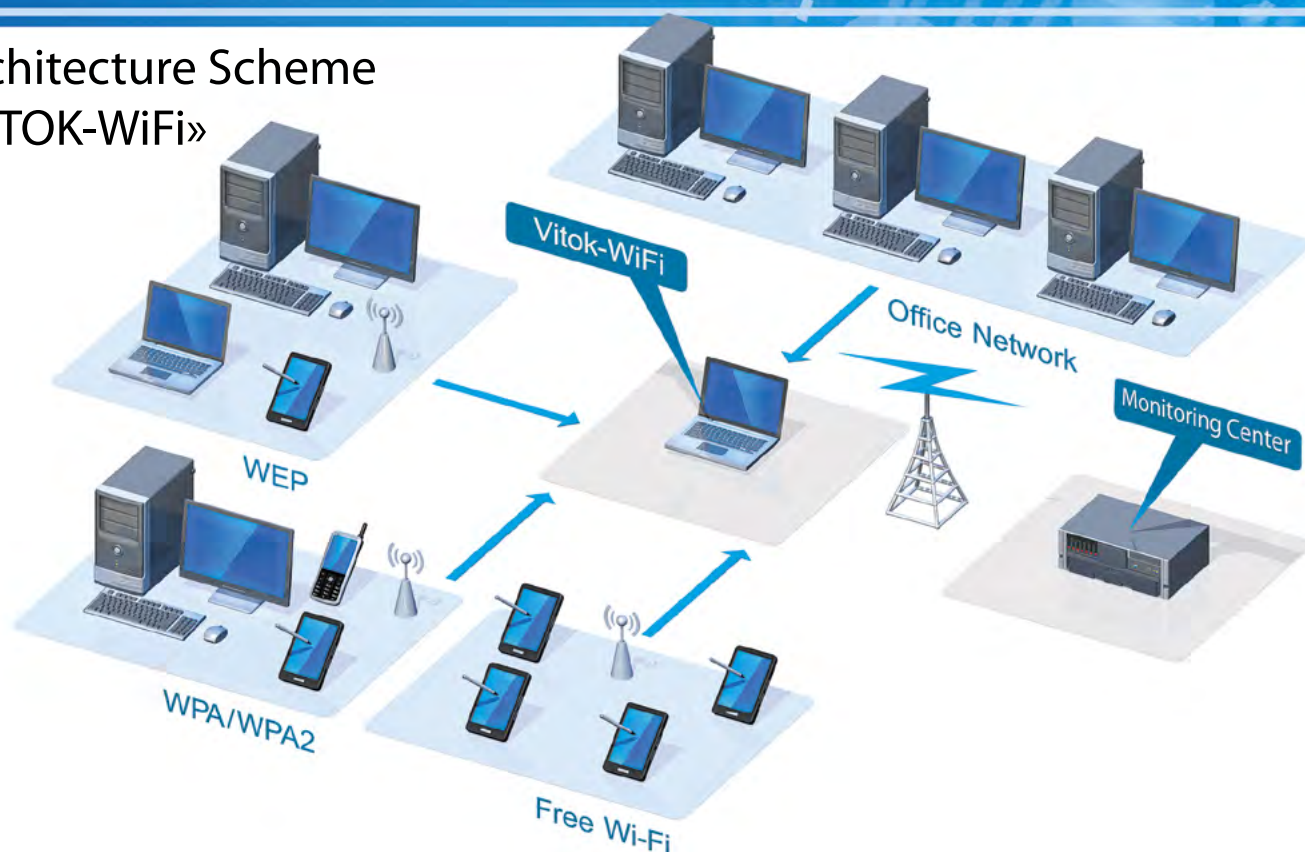 chitecture Scheme
TOK-WiFi»
Vitok-WiFi
Office Network
Monitoring Center
WEP
WPA/WPA2
Free Wi-Fi